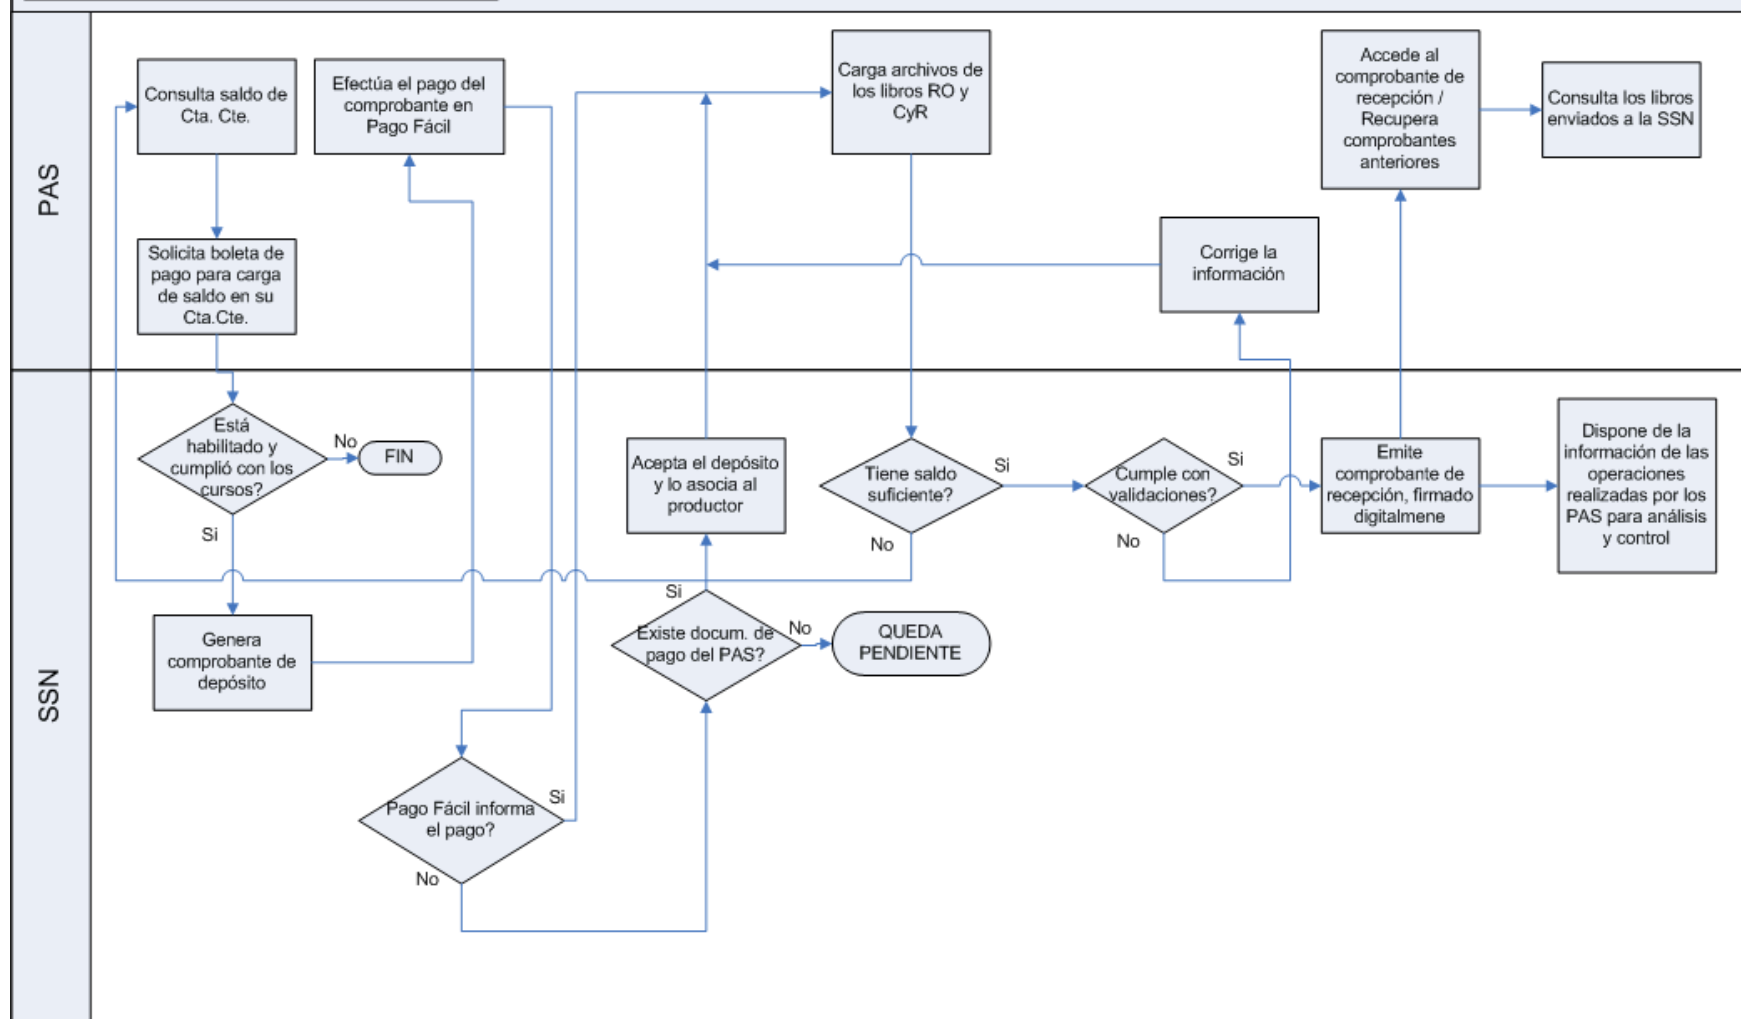 PAS
Consulta saldo de
Cta. Cte.
Efectúa el pago del
comprobante en
Pago Fácil
Carga archivos de
los libros RO y
CyR
Accede al
comprobante de
recepción /
Recupera
comprobantes
anteriores
Consulta los libros
enviados a la SSN
Solicita boleta de
pago para carga
de saldo en su
Cta.Cte.
Corrige la
información
SSN
Está
habilitado y
cumplió con los
cursos?
No
FIN
Si
Acepta el depósito
y lo asocia al
productor
Tiene saldo
suficiente?
Si
No
Cumple con
validaciones?
Si
No
Emite
comprobante de
recepción, firmado
digitalmene
Dispone de la
información de las
operaciones
realizadas por los
PAS para análisis
y control
Genera
comprobante de
depósito
Si
Existe docum. de
pago del PAS?
No
QUEDA
PENDIENTE
Pago Fácil informa
el pago?
Si
No